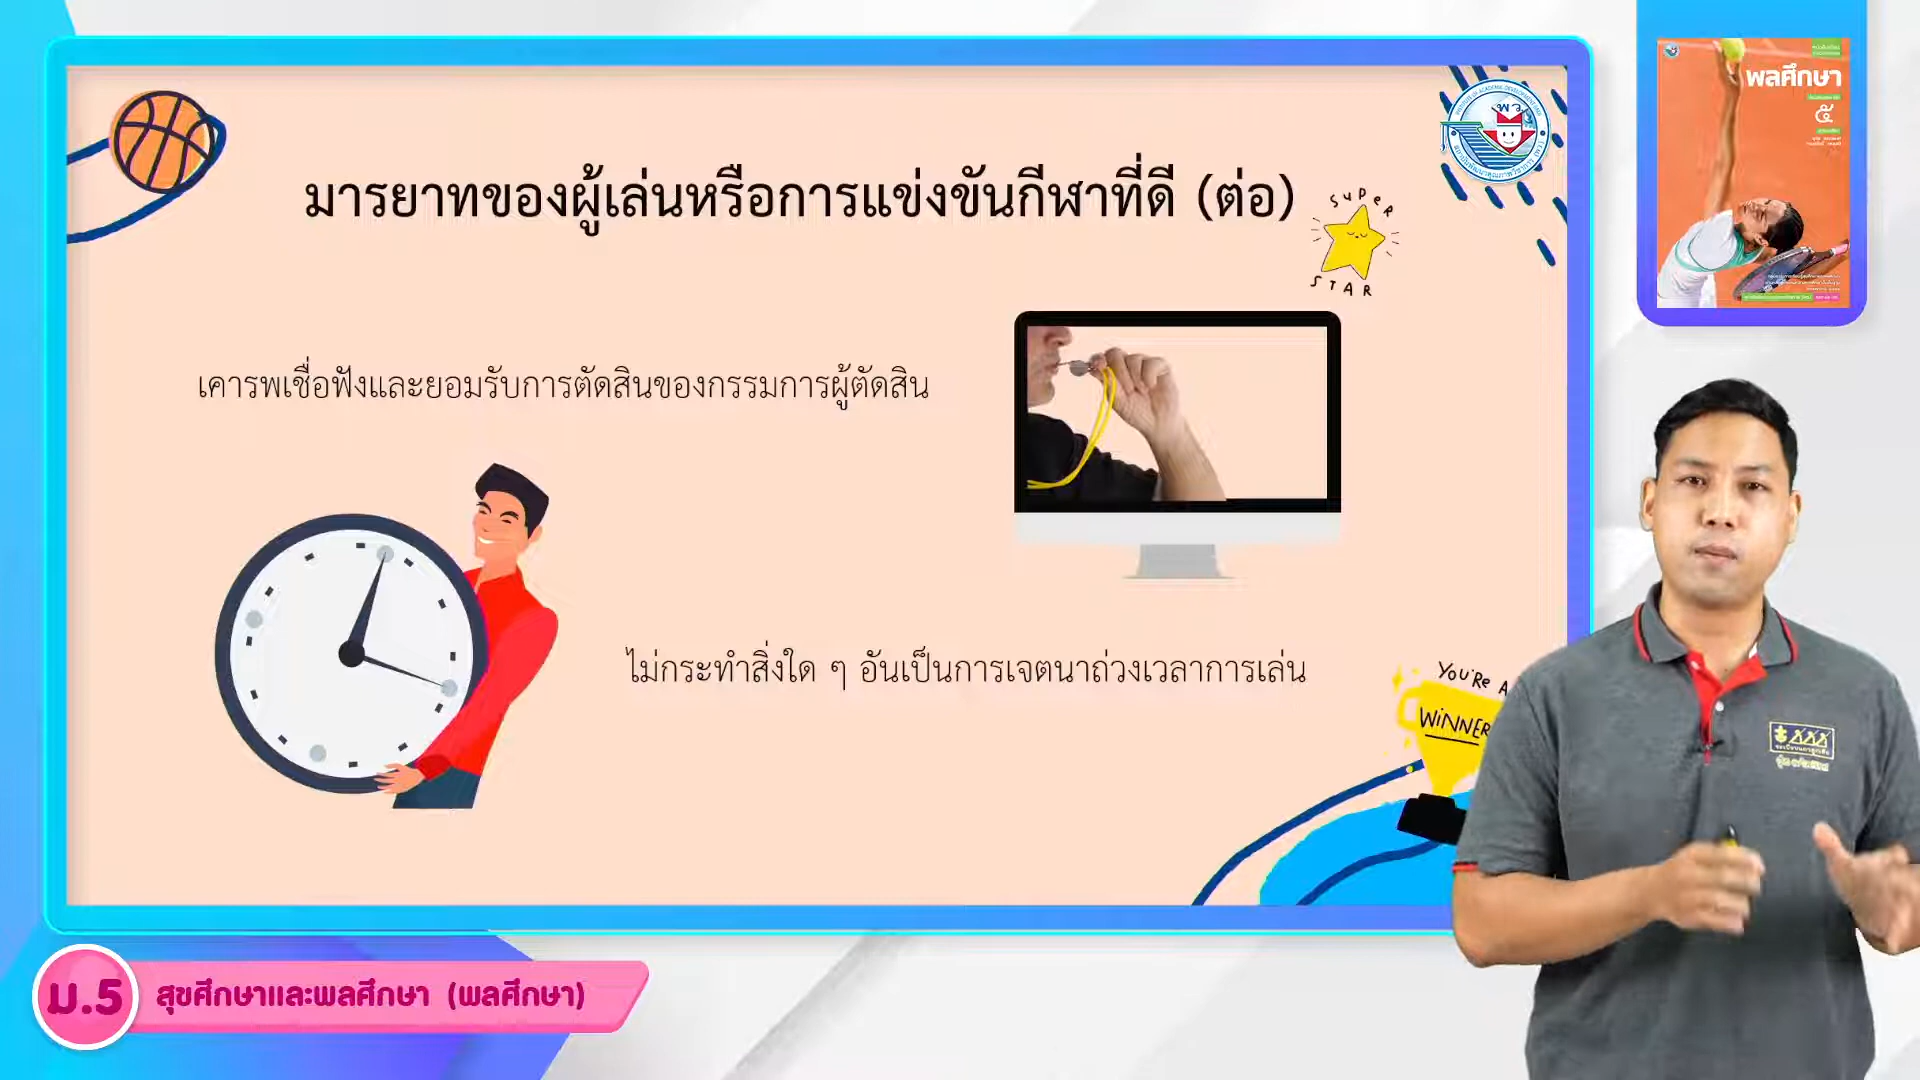 มารยาทของผู้เล่นหรือการแข่งขันกีฬาที่ดี (ต่อ)
SUPER
STAR
เคารพเชื่อฟังและยอมรับการตัดสินของกรรมการผู้ตัดสิน
ไม่กระทำสิ่งใด ๆ อันเป็นการเจตนาถ่วงเวลาการเล่น
YOU'RE A
WINNER
พว
พลศึกษา
๕
ม.5
สุขศึกษาและพลศึกษา (พลศึกษา)